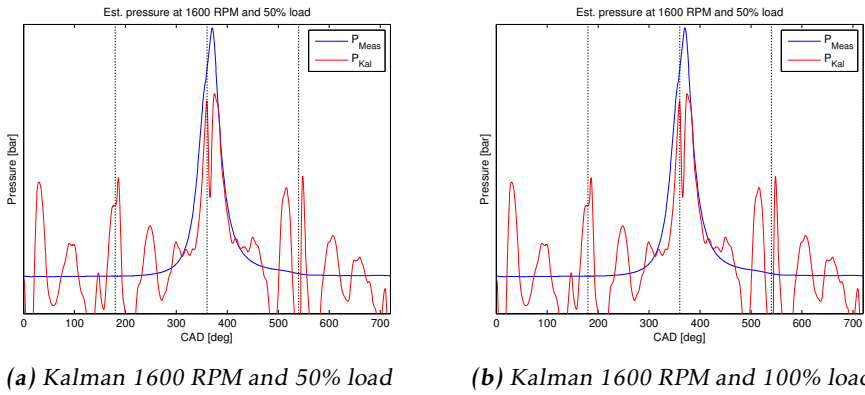 Est. pressure at 1600 RPM and 50% load
P_Meas
P_Kal
Pressure [bar]
0 100 200 300 400 500 600 700
CAD [deg]
(a) Kalman 1600 RPM and 50% load
Est. pressure at 1600 RPM and 50% load
P_Meas
P_Kal
Pressure [bar]
0 100 200 300 400 500 600 700
CAD [deg]
(b) Kalman 1600 RPM and 100% load